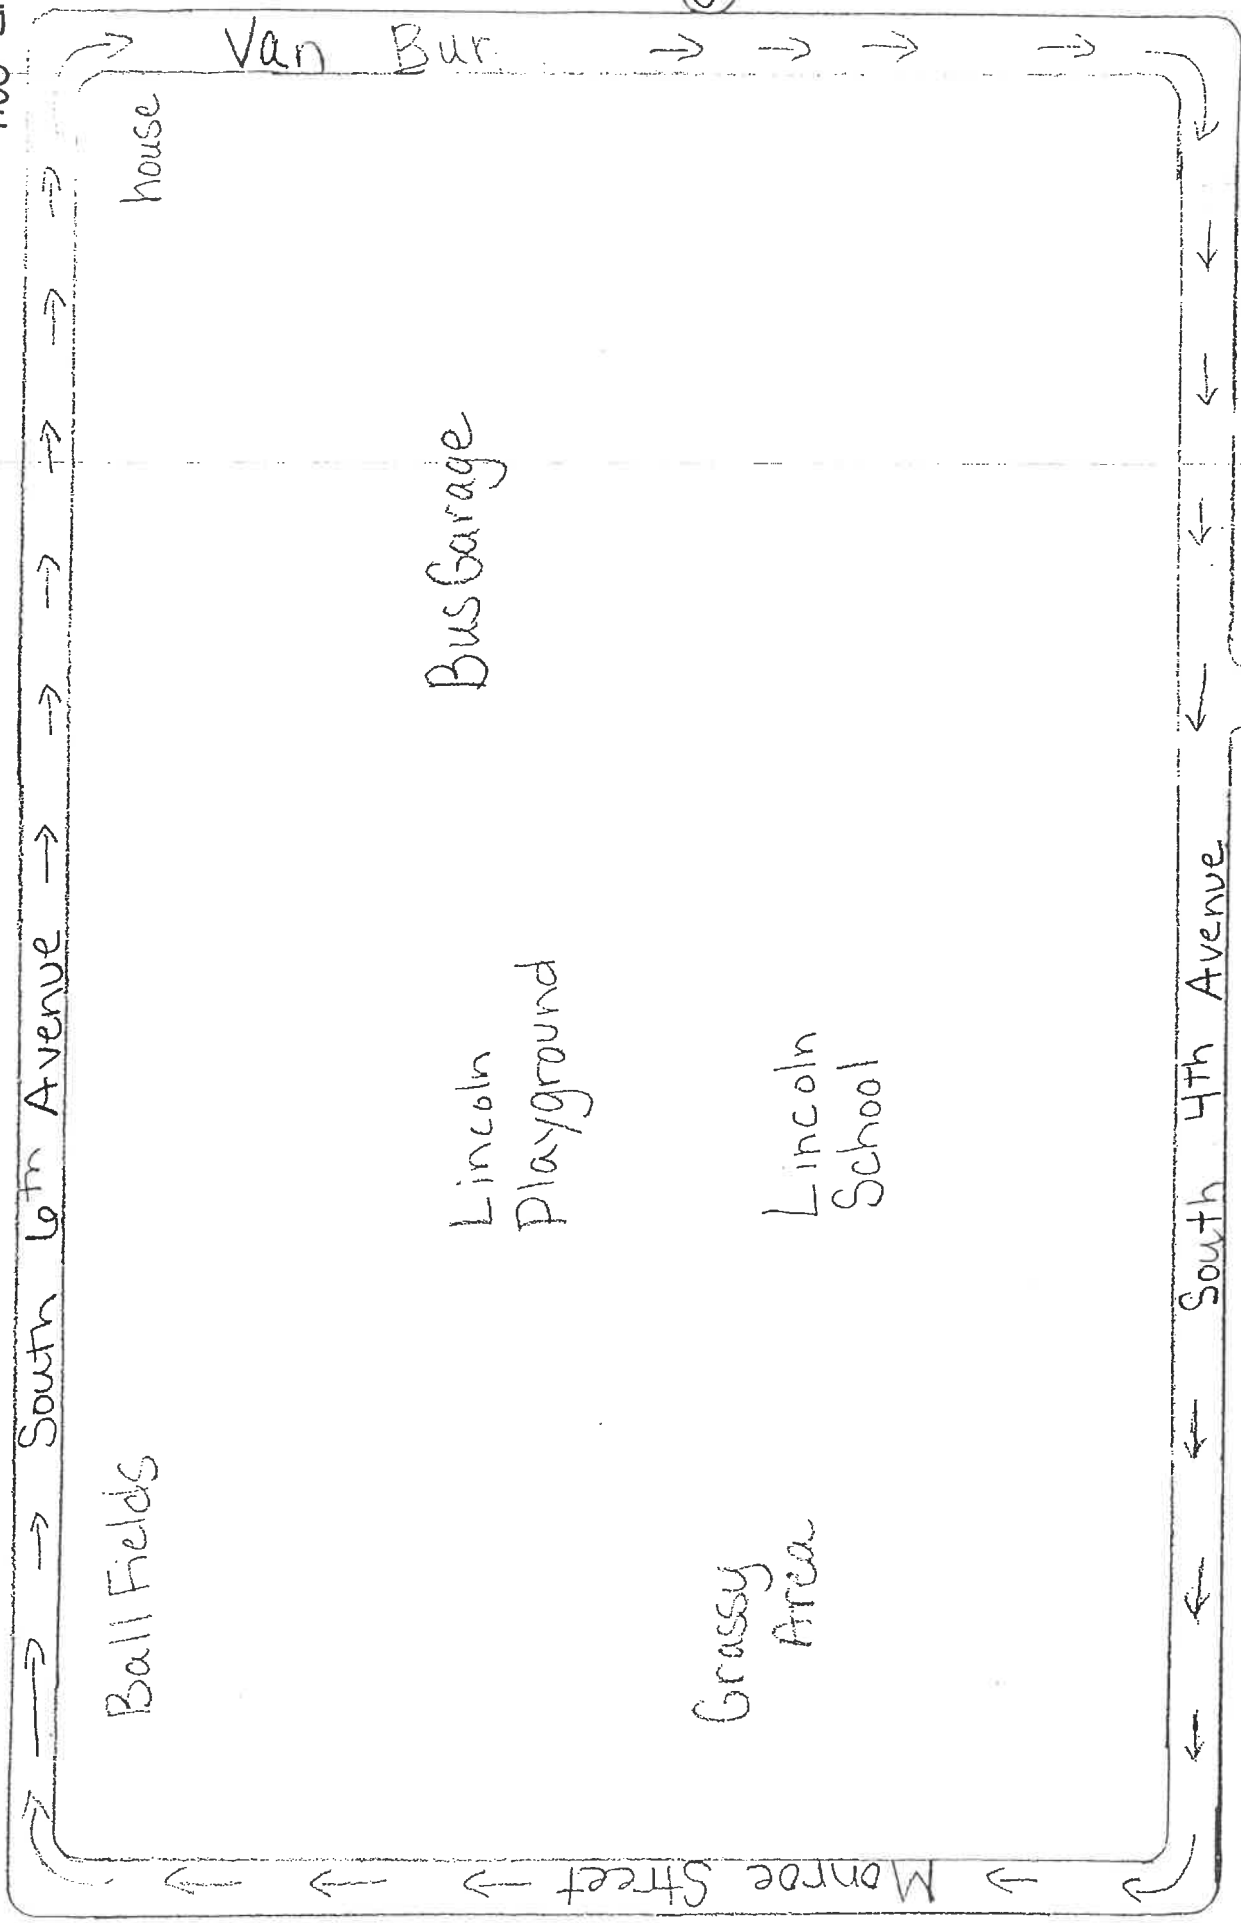 Van Bur
South 6th Avenue
house
Ball Fields
Bus Garage
Lincoln
Playground
Lincoln
School
Grassy
Area
South 4th Avenue
Monroe Street